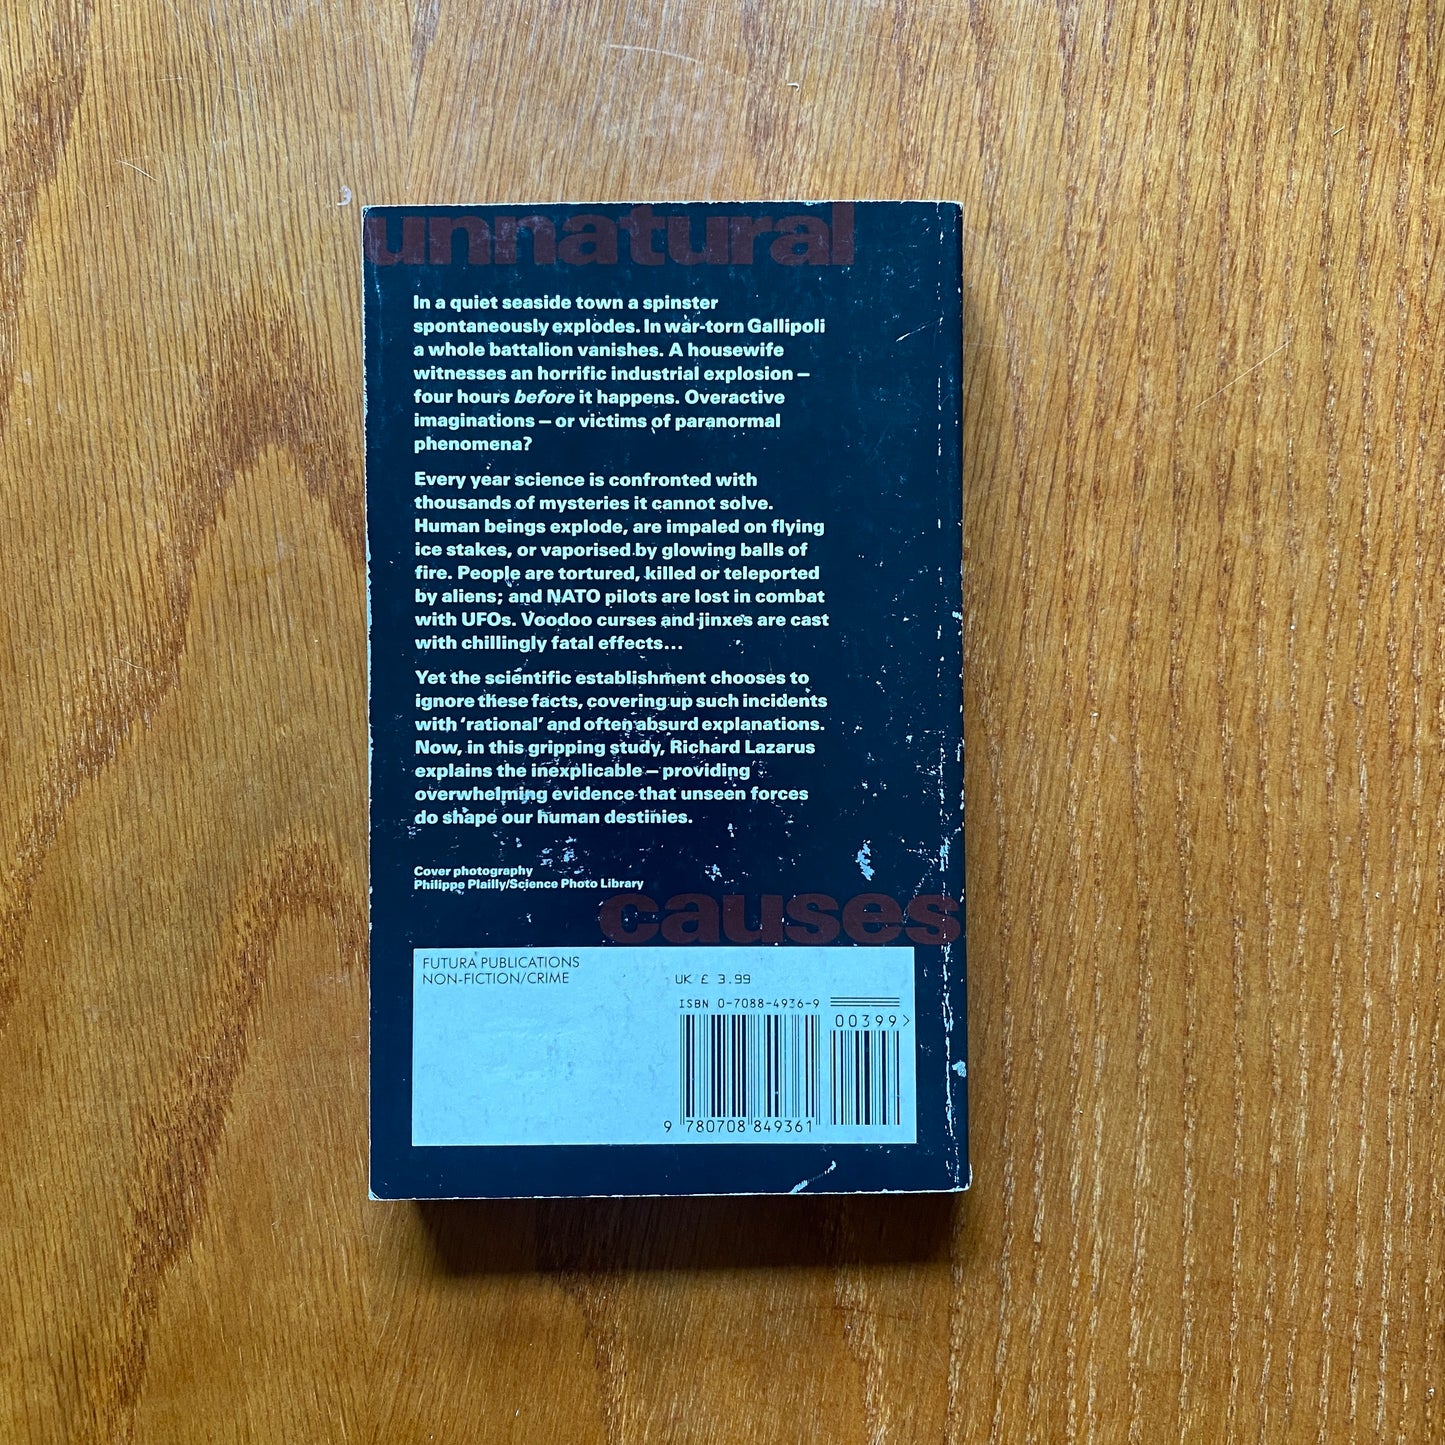 unnatural
In a quiet seaside town a spinster
spontaneously explodes. In war-torn Gallipoli
a whole battalion vanishes. A housewife
witnesses an horrific industrial explosion –
four hours before it happens. Overactive
imaginations – or victims of paranormal
phenomena?
Every year science is confronted with
thousands of mysteries it cannot solve.
Human beings explode, are impaled on flying
ice stakes, or vaporised by glowing balls of
fire. People are tortured, killed or teleported
by aliens; and NATO pilots are lost in combat
with UFOs. Voodoo curses and jinxes are cast
with chillingly fatal effects...
Yet the scientific establishment chooses to
ignore these facts, covering up such incidents
with ‘rational’ and often absurd explanations.
Now, in this gripping study, Richard Lazarus
explains the inexplicable – providing
overwhelming evidence that unseen forces
do shape our human destinies.
Cover photography
Philippe Plailly/Science Photo Library
causes
FUTURA PUBLICATIONS
NON-FICTION/CRIME
UK £ 3.99
ISBN 0-7088-4936-9
00399>
9 780708 849361